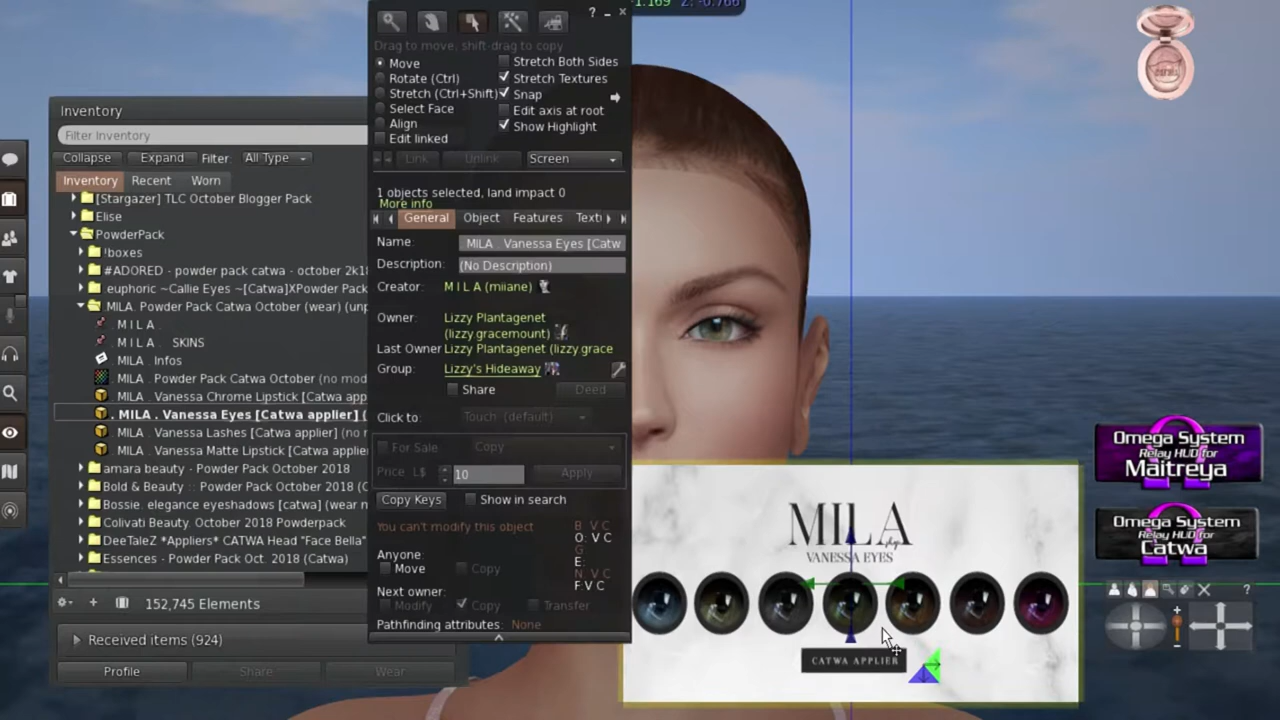 1.169 Z: -0.766
Drag to move, shift-drag to copy
Move
Rotate (Ctrl)
Stretch (Ctrl+Shift)
Select Face
Align
Edit linked
Stretch Both Sides
Stretch Textures
Snap
Edit axis at root
Show Highlight
Link
Unlink
Screen
1 objects selected, land impact 0
More info
General
Object
Features
Textu
Name:
MILA . Vanessa Eyes [Catw
Description:
(No Description)
Creator:
M I L A (miiane)
Owner:
Lizzy Plantagenet
(lizzy.gracemount)
Last Owner
Lizzy Plantagenet (lizzy.grace
Group:
Lizzy's Hideaway
Share
Deed
Click to:
Touch (default)
For Sale
Copy
Price L$
10
Apply
Copy Keys
Show in search
You can't modify this object
B: V C
O: V C
G:
E:
N: V C
F:V C
Anyone:
Move
Copy
Next owner:
Modify
Copy
Transfer
Pathfinding attributes: None
Inventory
Filter Inventory
Collapse
Expand
Filter:
All Type
Inventory
Recent
Worn
[Stargazer] TLC October Blogger Pack
Elise
PowderPack
!boxes
#ADORED - powder pack catwa - october 2k18
euphoric ~Callie Eyes ~[Catwa]XPowder Pack
MILA. Powder Pack Catwa October (wear) (unp
M I L A .
M I L A . SKINS
MILA . Infos
MILA . Powder Pack Catwa October (no mod
MILA . Vanessa Chrome Lipstick [Catwa app
. MILA . Vanessa Eyes [Catwa applier] (
MILA . Vanessa Lashes [Catwa applier] (no m
MILA . Vanessa Matte Lipstick [Catwa applie
amara beauty - Powder Pack October 2018
Bold & Beauty :: Powder Pack October 2018 (
Bossie. elegance eyeshadows [catwa] (wear n
Colivati Beauty. October 2018 Powderpack
DeeTaleZ *Appliers* CATWA Head "Face Bella"
Essences - Powder Pack Oct. 2018 (Catwa)
152,745 Elements
Received items (924)
Profile
Share
Wear
MILA
VANESSA EYES
CATWA APPLIER
Omega System
Relay HUD for
Maitreya
Omega System
Relay HUD for
Catwa